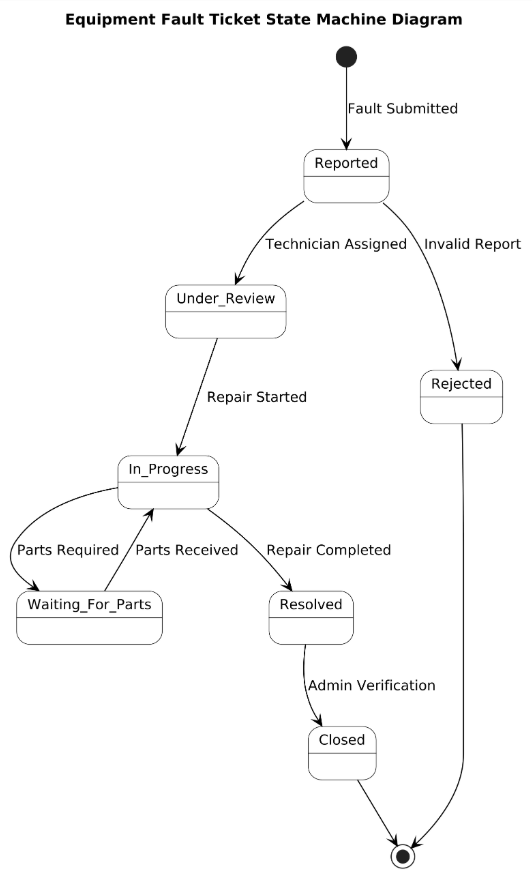 Equipment Fault Ticket State Machine Diagram
Fault Submitted
Reported
Technician Assigned
Invalid Report
Under_Review
Rejected
Repair Started
In_Progress
Parts Required
Parts Received
Repair Completed
Waiting_For_Parts
Resolved
Admin Verification
Closed